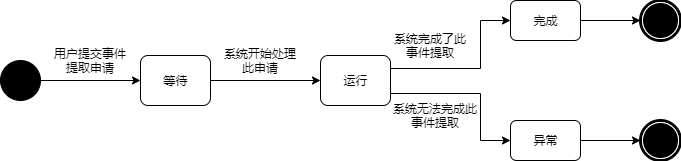 用户提交事件
提取申请
等待
系统开始处理
此申请
运行
系统完成了此
事件提取
完成
系统无法完成此
事件提取
异常